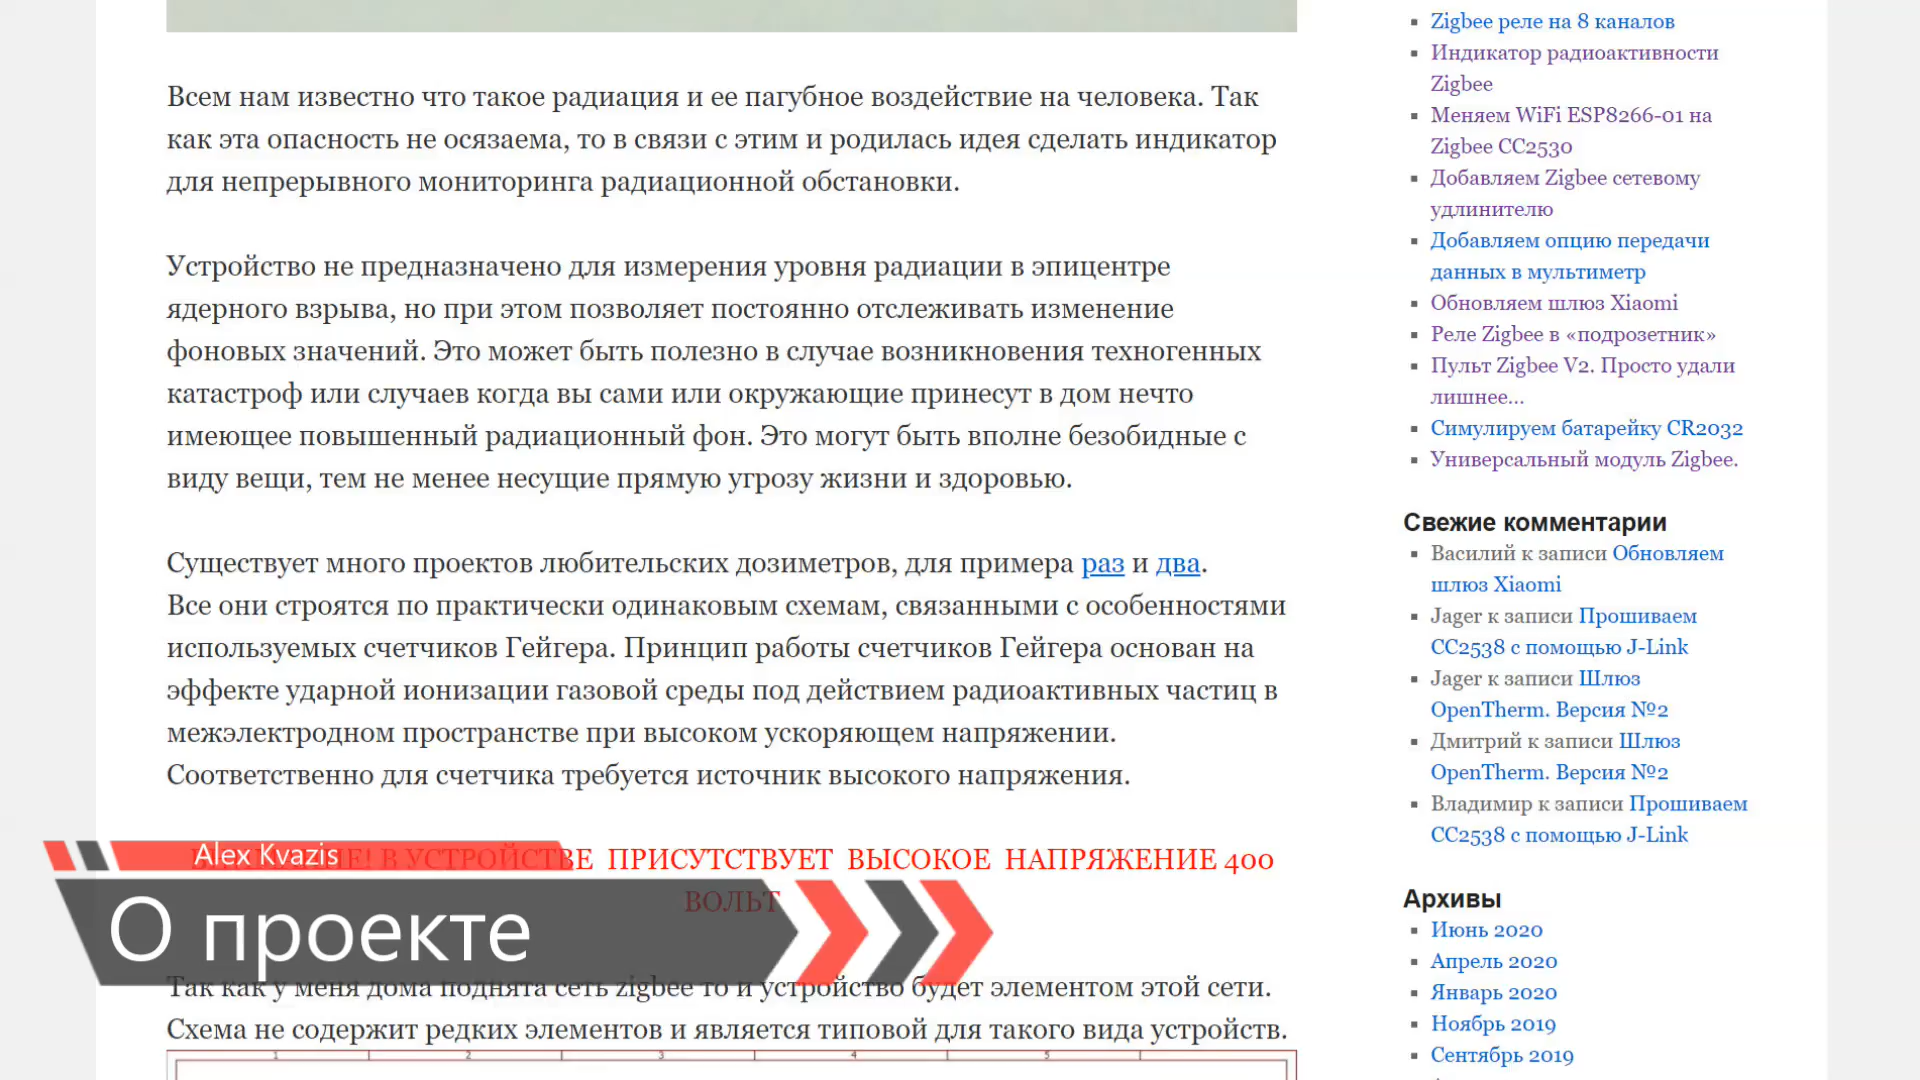 Всем нам известно что такое радиация и ее пагубное воздействие на человека. Так
как эта опасность не осязаема, то в связи с этим и родилась идея сделать индикатор
для непрерывного мониторинга радиационной обстановки.
Устройство не предназначено для измерения уровня радиации в эпицентре
ядерного взрыва, но при этом позволяет постоянно отслеживать изменение
фоновых значений. Это может быть полезно в случае возникновения техногенных
катастроф или случаев когда вы сами или окружающие принесут в дом нечто
имеющее повышенный радиационный фон. Это могут быть вполне безобидные с
виду вещи, тем не менее несущие прямую угрозу жизни и здоровью.
Существует много проектов любительских дозиметров, для примера раз и два.
Все они строятся по практически одинаковым схемам, связанными с особенностями
используемых счетчиков Гейгера. Принцип работы счетчиков Гейгера основан на
эффекте ударной ионизации газовой среды под действием радиоактивных частиц в
межэлектродном пространстве при высоком ускоряющем напряжении.
Соответственно для счетчика требуется источник высокого напряжения.
В УСТРОЙСТВЕ ПРИСУТСТВУЕТ ВЫСОКОЕ НАПРЯЖЕНИЕ 400
ВОЛЬТ
Alex Kvazis
О проекте
Так как у меня дома поднята сеть zigbee то и устройство будет элементом этой сети.
Схема не содержит редких элементов и является типовой для такого вида устройств.
1 2 3 4 5
Zigbee реле на 8 каналов
Индикатор радиоактивности
Zigbee
Меняем WiFi ESP8266-01 на
Zigbee CC2530
Добавляем Zigbee сетевому
удлинителю
Добавляем опцию передачи
данных в мультиметр
Обновляем шлюз Xiaomi
Реле Zigbee в «подрозетник»
Пульт Zigbee V2. Просто удали
лишнее…
Симулируем батарейку CR2032
Универсальный модуль Zigbee.
Свежие комментарии
Василий к записи Обновляем
шлюз Xiaomi
Jager к записи Прошиваем
CC2538 с помощью J-Link
Jager к записи Шлюз
OpenTherm. Версия №2
Дмитрий к записи Шлюз
OpenTherm. Версия №2
Владимир к записи Прошиваем
CC2538 с помощью J-Link
Архивы
Июнь 2020
Апрель 2020
Январь 2020
Ноябрь 2019
Сентябрь 2019